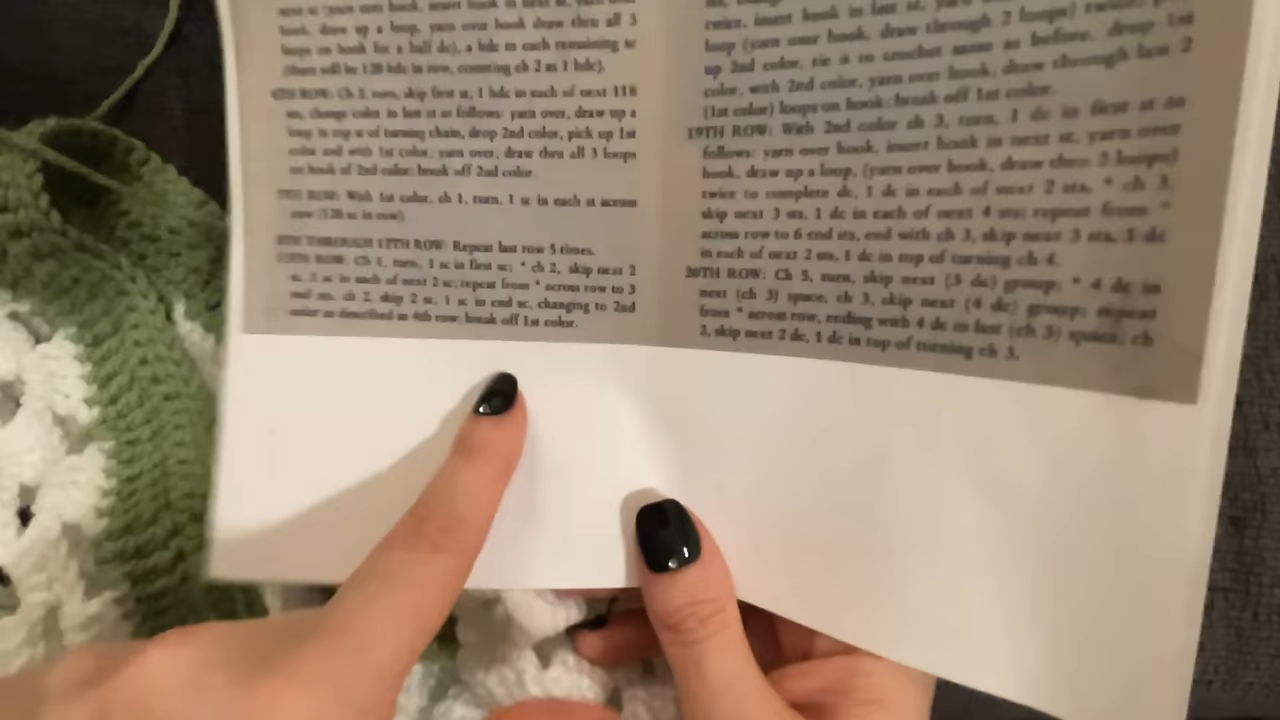 hook, draw up a loop, yarn over hook draw thru all 3
loops on hook for a half dc), a hdc in each remaining st
(there will be 120 hdc in row, counting ch 2 as 1 hdc).
6TH ROW: Ch 2, turn, skip first st, 1 hdc in each of next 118
sts, change color in last st as follows: yarn over, draw up a
loop in top st of turning chain, drop 2nd color, pick up 1st
color and with 1st color, yarn over, draw thru all 3 loops
on hook of 2nd color; break off 2nd color.
7TH ROW: With 1st color, ch 1, turn, 1 sc in each st across
row (120 sc in row).
8TH THROUGH 12TH ROW: Repeat last row 5 times.
13TH ROW: Ch 1, turn, 1 sc in first sc; * ch 2, skip next 2
sc, 1 sc in each of next 2 sc; repeat from * across row to 3
end sts, ch 2, skip 2 sc, 1 sc in end sc, changing to 2nd
color as described in 4th row; break off 1st color.
twice, insert hook in last st,
loop (yarn over hook, draw through 2 loops) twice;
up 2nd color, tie it to crochet same as before, drop 1st
color, with 2nd color, yarn over hook, draw through last 2
(1st color) loops on hook; break off 1st color.
19TH ROW: With 2nd color ch 3, turn, 1 dc in first st as
follows: yarn over hook, insert hook in next st, yarn over
hook, draw up a loop, (yarn over hook, draw thru 2 loops)
twice to complete dc, 1 dc in each of next 2 sts, * ch 3,
skip next 3 sts, 1 dc in each of next 4 sts; repeat from *
across row to 6 end sts, end with ch 3, skip next 3 sts, 1 dc
in each of next 2 sts, 1 dc in top of turning ch 4.
20TH ROW: Ch 5, turn, skip next (3 dc) group; * 4 dc in
next (ch 3) space, ch 3, skip next (4 dc) group; repeat
from * across row, ending with 4 dc in last (ch 3) space; ch
2, skip next 2 dc, 1 dc in top of turning ch 3.